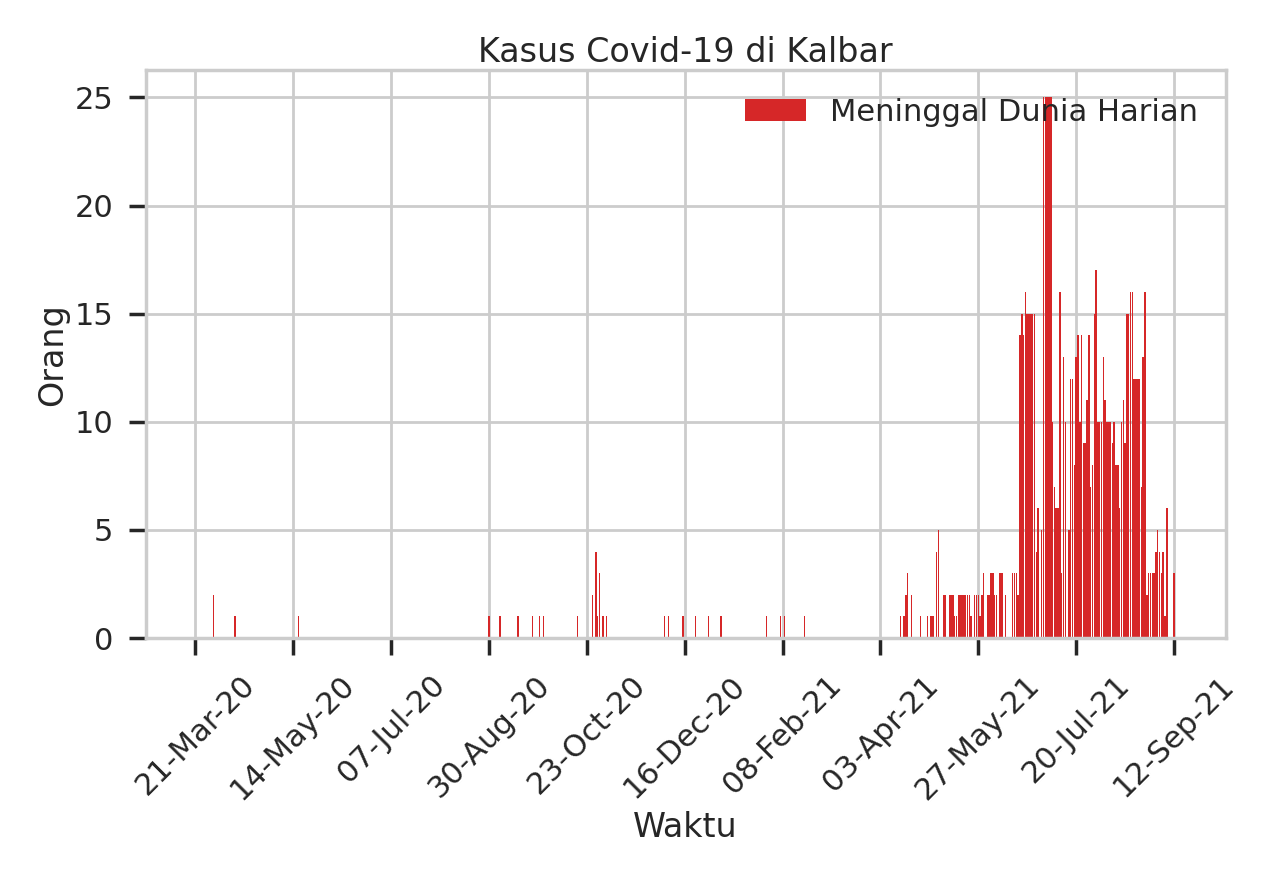 Kasus Covid-19 di Kalbar
Meninggal Dunia Harian
Orang
25
20
15
10
5
0
21-Mar-20
14-May-20
07-Jul-20
30-Aug-20
23-Oct-20
16-Dec-20
08-Feb-21
03-Apr-21
27-May-21
20-Jul-21
12-Sep-21
Waktu